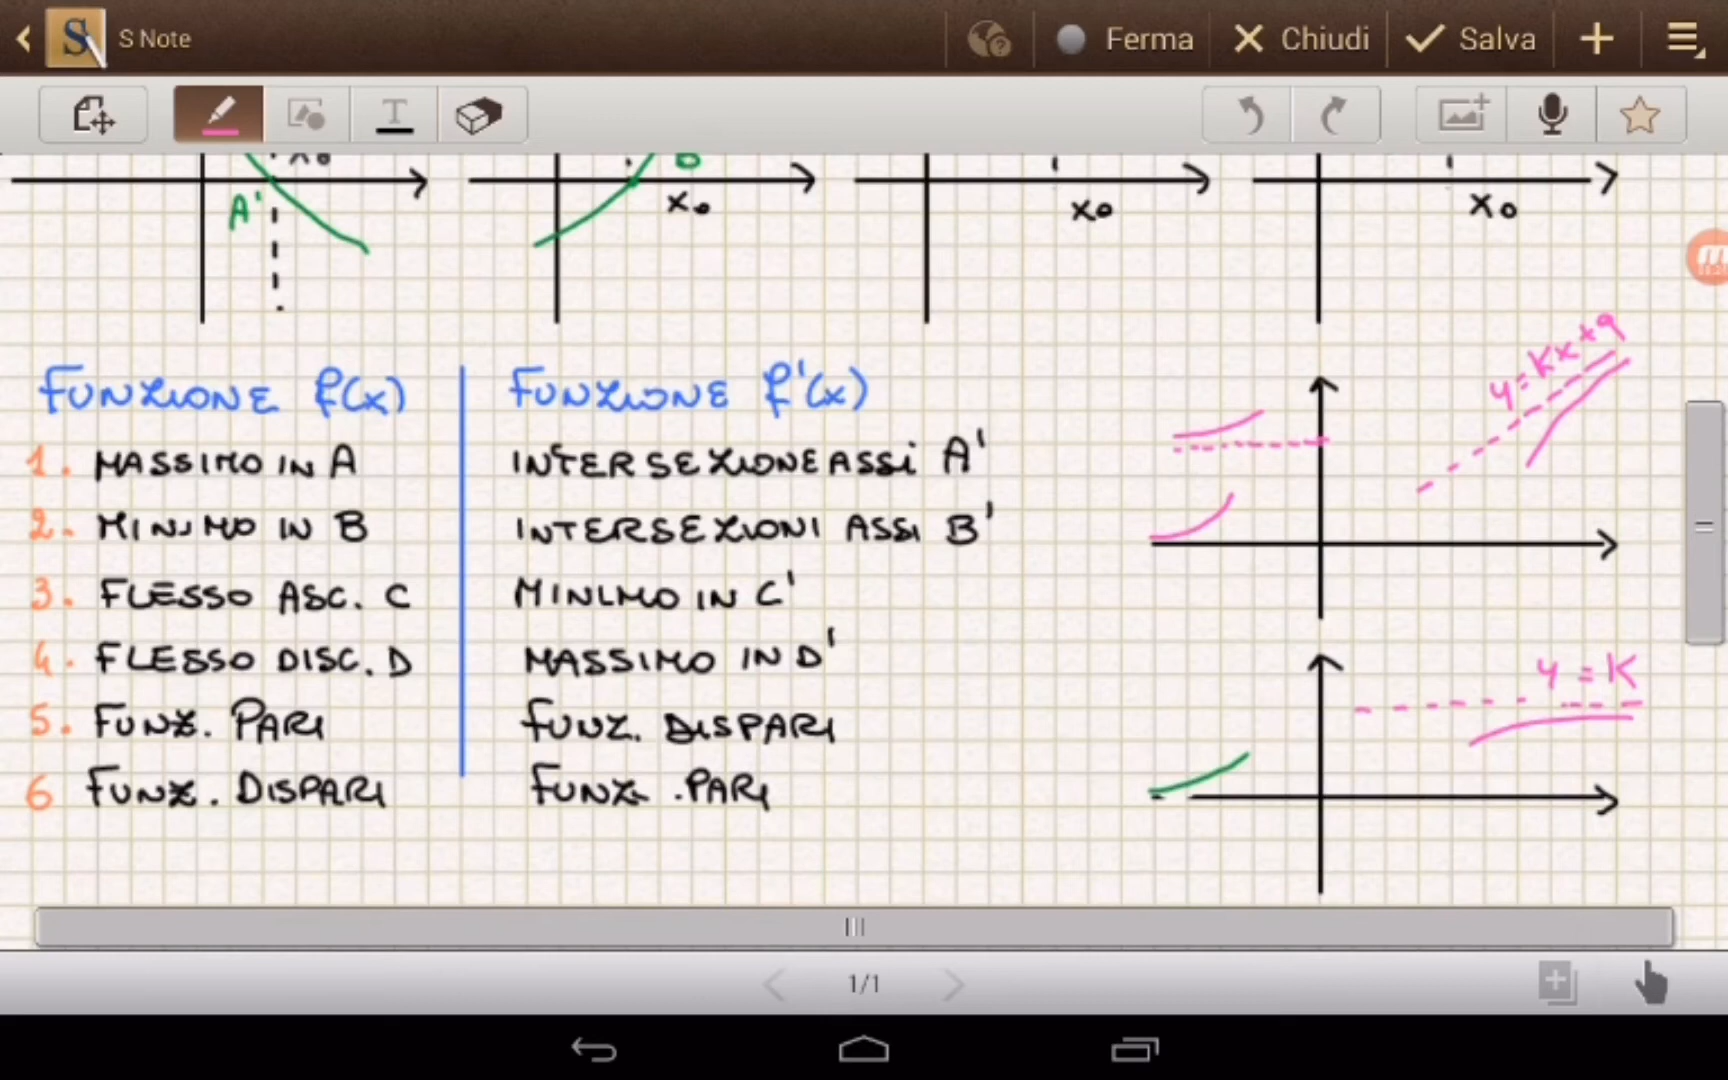 S Note
Ferma
Chiudi
Salva
T
x₀
B
A'
x₀
x₀
x₀
FUNZIONE f(x)
FUNZIONE f'(x)
1. MASSIMO IN A
INTERSEZIONE ASSI A'
2. MINIMO IN B
INTERSEZIONI ASSI B'
3. FLESSO ASC. C
MINIMO IN C'
4. FLESSO DISC. D
MASSIMO IN D'
5. FUNZ. PARI
FUNZ. DISPARI
6 FUNZ. DISPARI
FUNZ. PARI
y=Kx+q
y=K
1/1